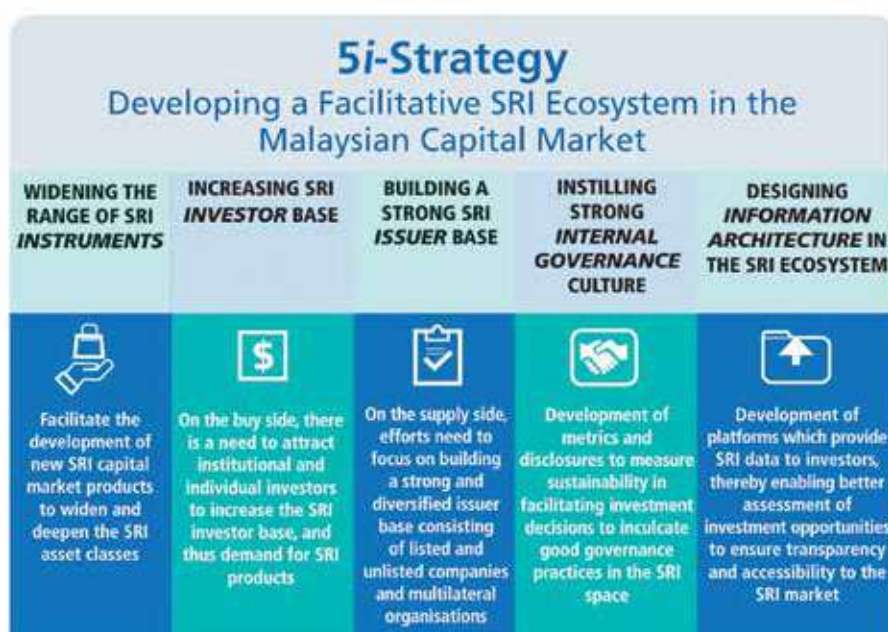 5i-Strategy
Developing a Facilitative SRI Ecosystem in the
Malaysian Capital Market
WIDENING THE
RANGE OF SRI
INSTRUMENTS
INCREASING SRI
INVESTOR BASE
BUILDING A
STRONG SRI
ISSUER BASE
INSTILLING
STRONG
INTERNAL
GOVERNANCE
CULTURE
DESIGNING
INFORMATION
ARCHITECTURE IN
THE SRI ECOSYSTEM
Facilitate the
development of
new SRI capital
market products
to widen and
deepen the SRI
asset classes
$
On the buy side, there
is a need to attract
institutional and
individual investors
to increase the SRI
investor base, and
thus demand for SRI
products
On the supply side,
efforts need to
focus on building
a strong and
diversified issuer
base consisting
of listed and
unlisted companies
and multilateral
organisations
Development of
metrics and
disclosures to measure
sustainability in
facilitating investment
decisions to inculcate
good governance
practices in the SRI
space
Development of
platforms which provide
SRI data to investors,
thereby enabling better
assessment of
investment opportunities
to ensure transparency
and accessibility to the
SRI market